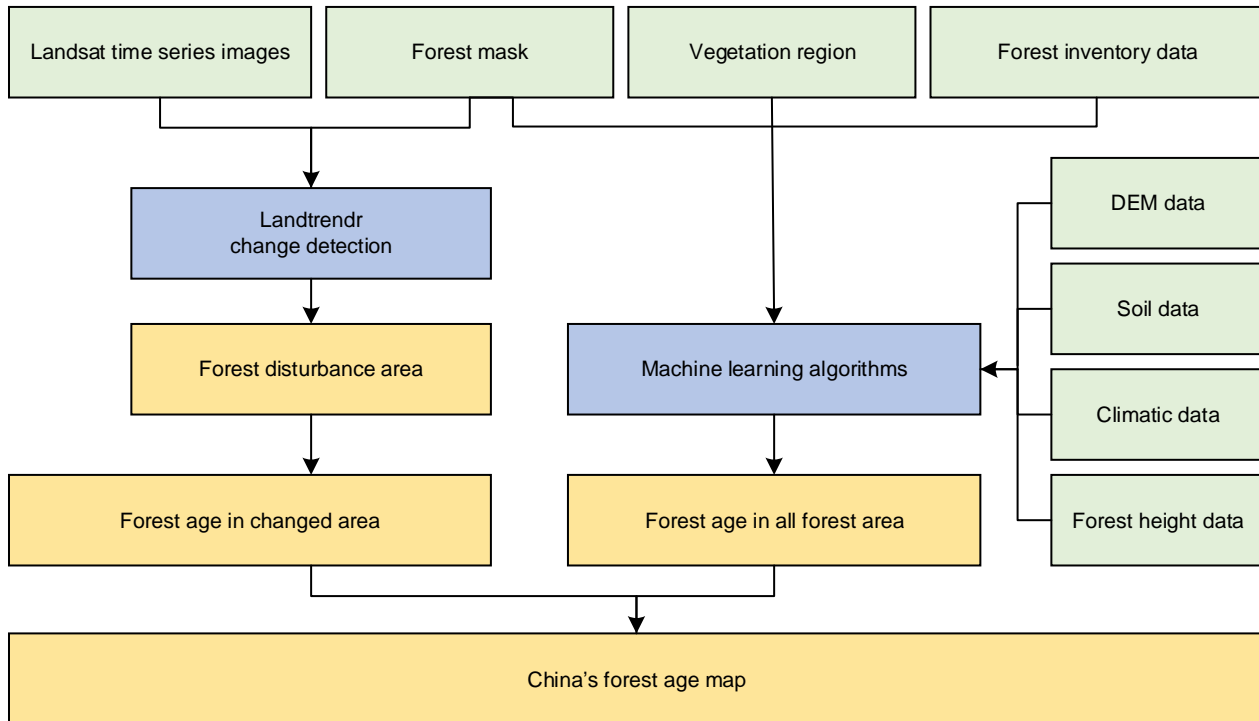 Landsat time series images
Forest mask
Vegetation region
Forest inventory data
Landtrendr
change detection
DEM data
Soil data
Forest disturbance area
Machine learning algorithms
Climatic data
Forest age in changed area
Forest age in all forest area
Forest height data
China's forest age map